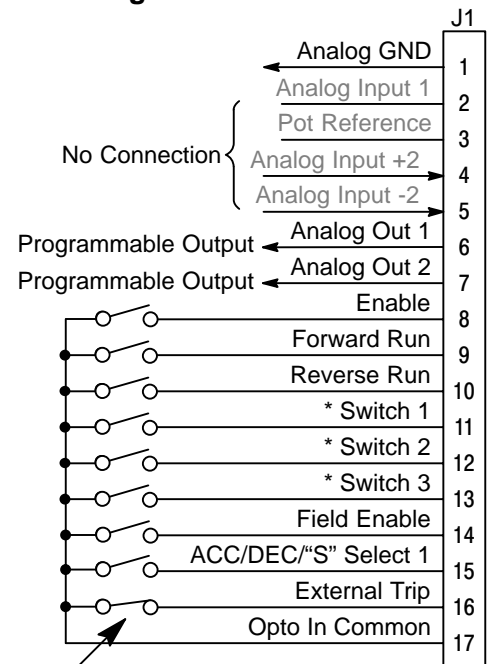 J1
Analog GND 1
Analog Input 1 2
Pot Reference 3
No Connection
Analog Input +2 4
Analog Input -2 5
Programmable Output Analog Out 1 6
Programmable Output Analog Out 2 7
Enable 8
Forward Run 9
Reverse Run 10
* Switch 1 11
* Switch 2 12
* Switch 3 13
Field Enable 14
ACC/DEC/“S” Select 1 15
External Trip 16
Opto In Common 17